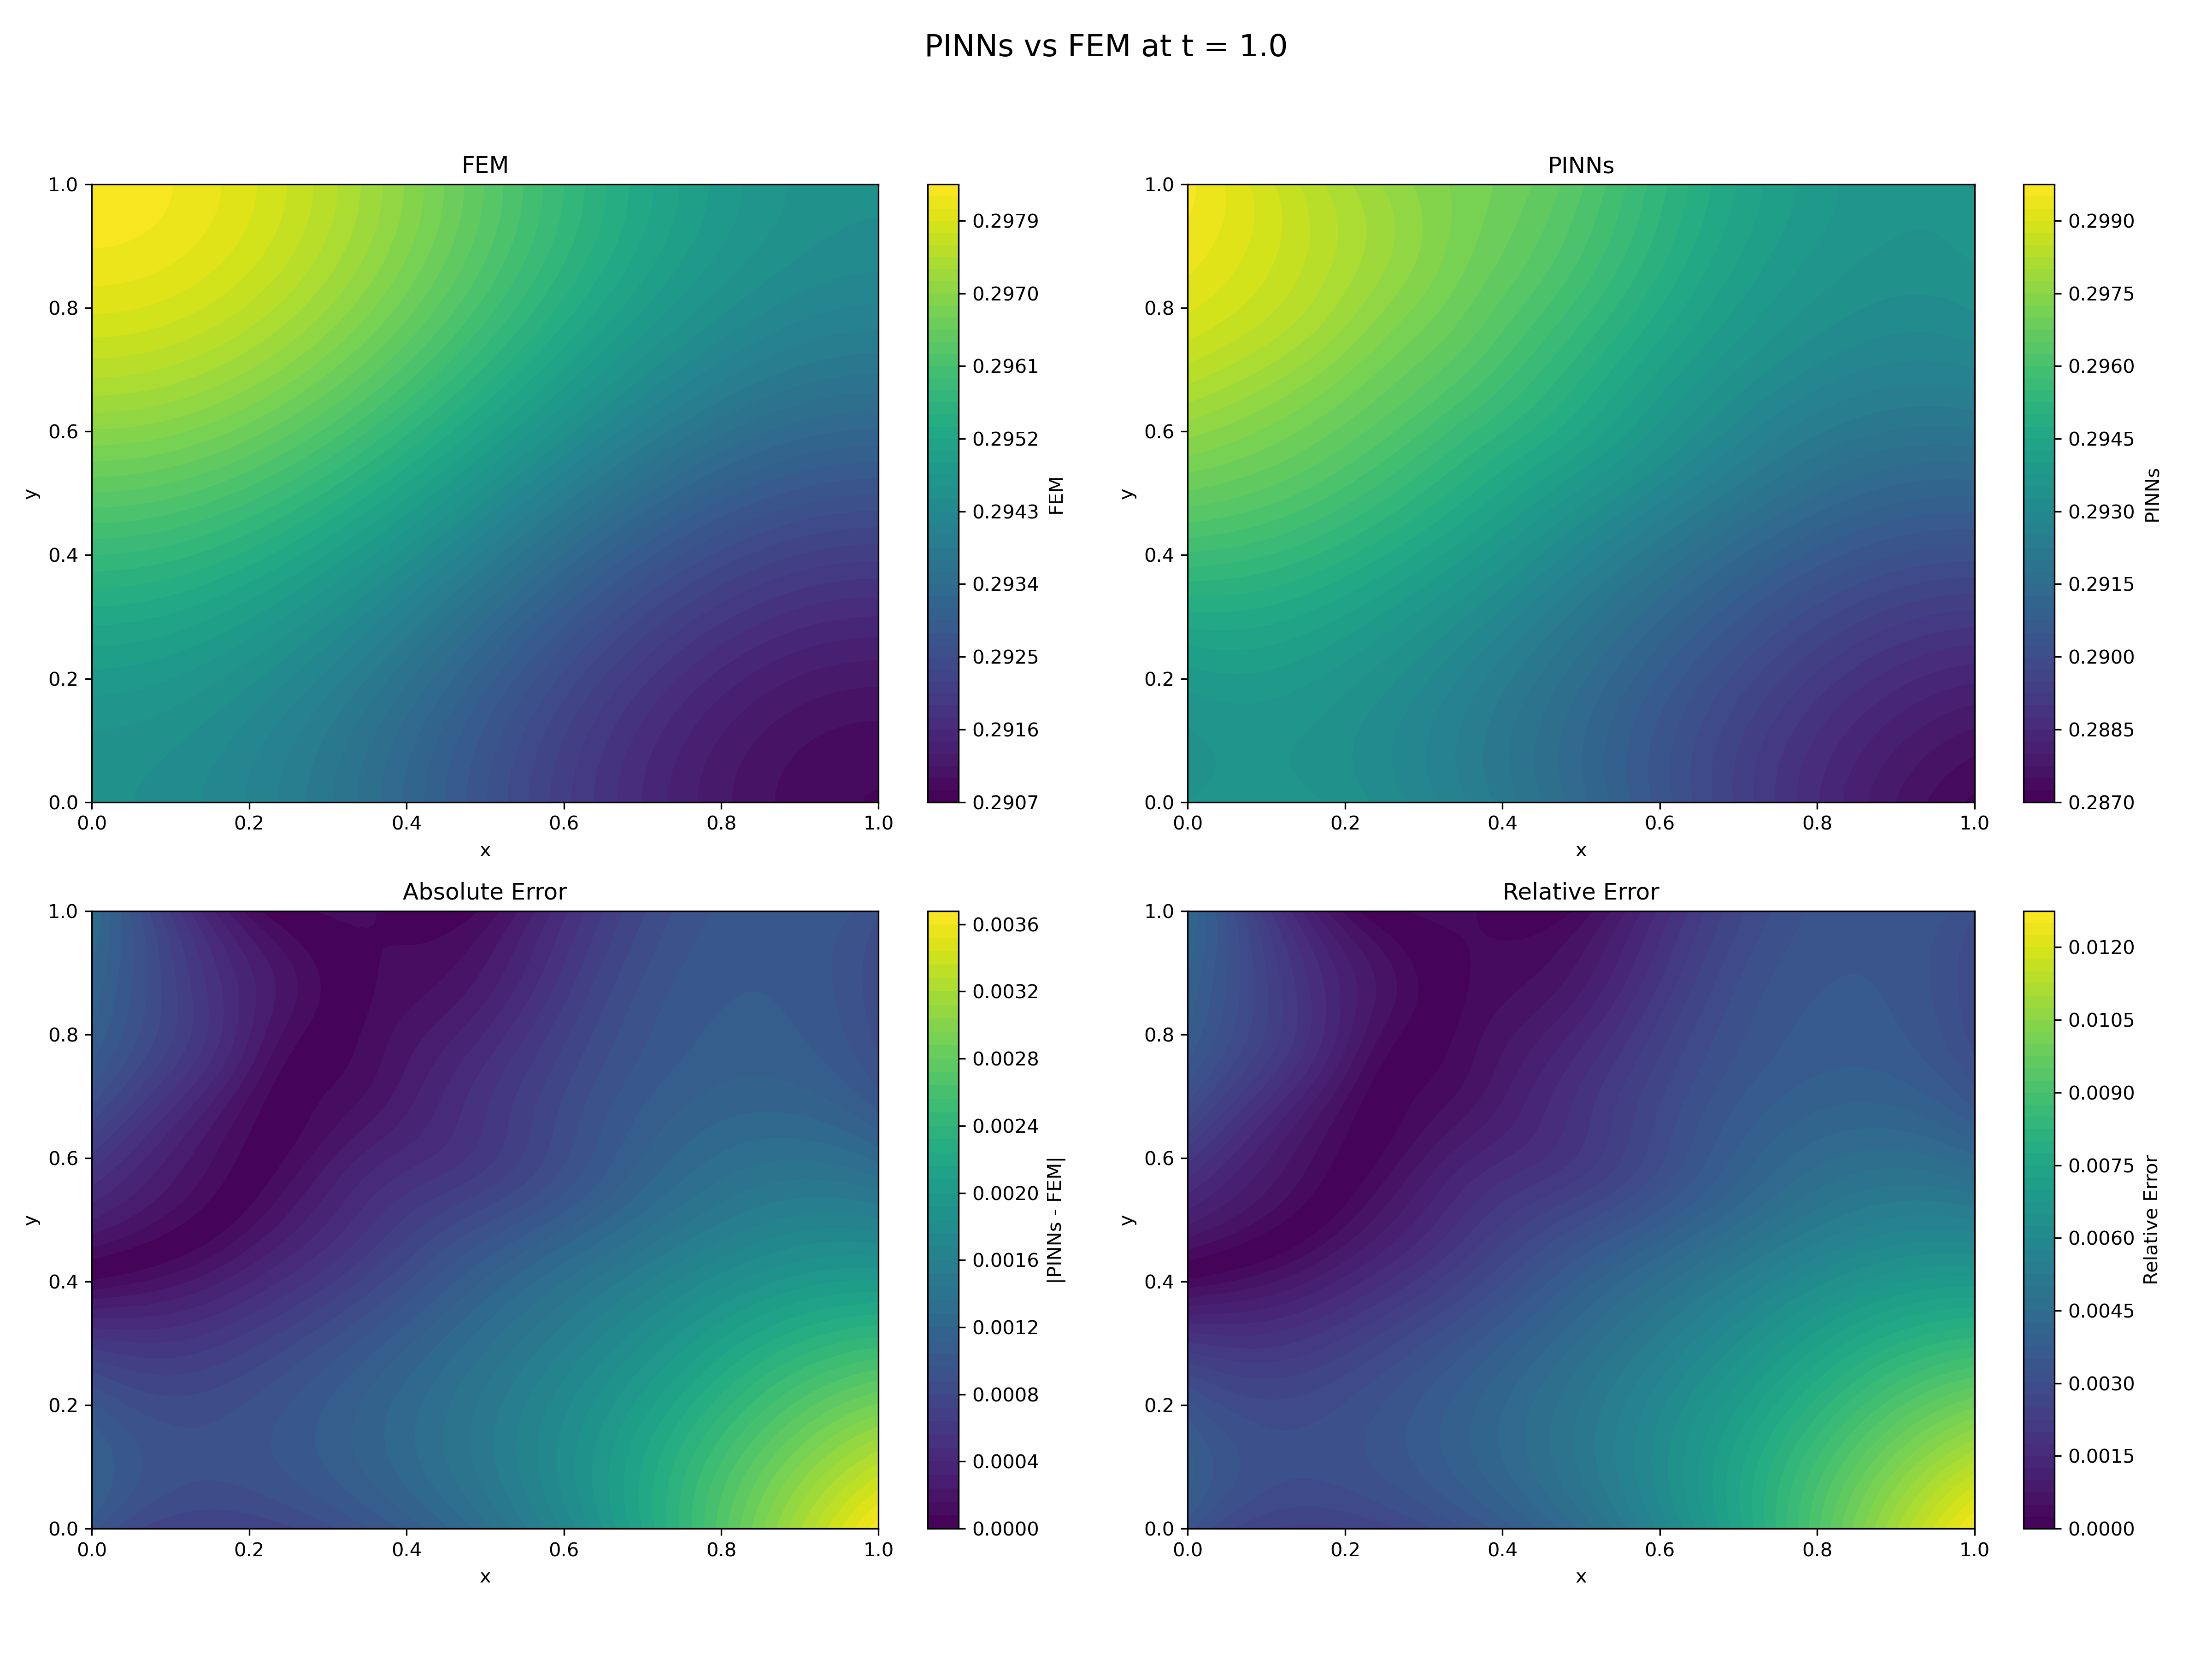 PINNs vs FEM at t = 1.0
FEM
1.0
0.8
0.6
0.4
0.2
0.0
y
0.0 0.2 0.4 0.6 0.8 1.0
x
0.2979
0.2970
0.2961
0.2952
0.2943
0.2934
0.2925
0.2916
0.2907
FEM
PINNs
1.0
0.8
0.6
0.4
0.2
0.0
y
0.0 0.2 0.4 0.6 0.8 1.0
x
0.2990
0.2975
0.2960
0.2945
0.2930
0.2915
0.2900
0.2885
0.2870
PINNs
Absolute Error
1.0
0.8
0.6
0.4
0.2
0.0
y
0.0 0.2 0.4 0.6 0.8 1.0
x
0.0036
0.0032
0.0028
0.0024
0.0020
0.0016
0.0012
0.0008
0.0004
0.0000
|PINNs - FEM|
Relative Error
1.0
0.8
0.6
0.4
0.2
0.0
y
0.0 0.2 0.4 0.6 0.8 1.0
x
0.0120
0.0105
0.0090
0.0075
0.0060
0.0045
0.0030
0.0015
0.0000
Relative Error